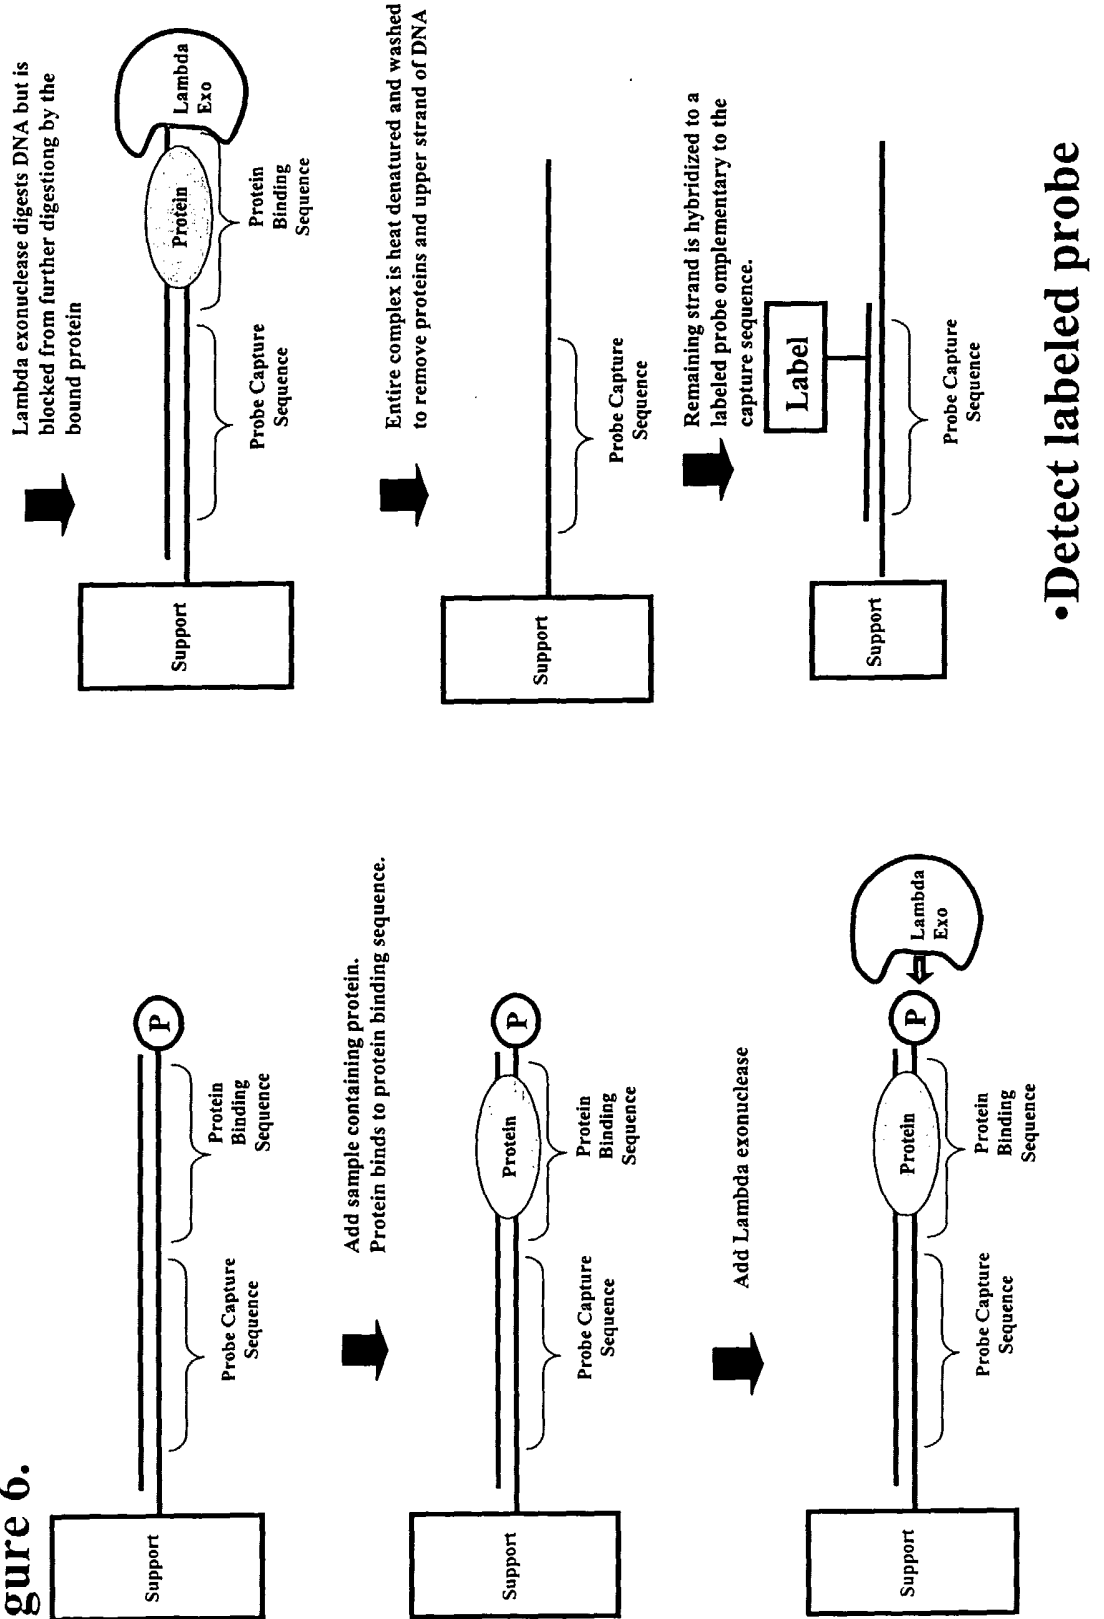 gure 6.
Support
Probe Capture
Sequence
Protein
Binding
Sequence
P
Add sample containing protein.
Protein binds to protein binding sequence.
Support
Probe Capture
Sequence
Protein
Protein
Binding
Sequence
P
Add Lambda exonuclease
Support
Probe Capture
Sequence
Protein
Protein
Binding
Sequence
P
Lambda
Exo
Lambda exonuclease digests DNA but is
blocked from further digestiong by the
bound protein
Support
Probe Capture
Sequence
Protein
Protein
Binding
Sequence
Lambda
Exo
Entire complex is heat denatured and washed
to remove proteins and upper strand of DNA
Support
Probe Capture
Sequence
Remaining strand is hybridized to a
labeled probe omplementary to the
capture sequence.
Label
Support
Probe Capture
Sequence
•Detect labeled probe